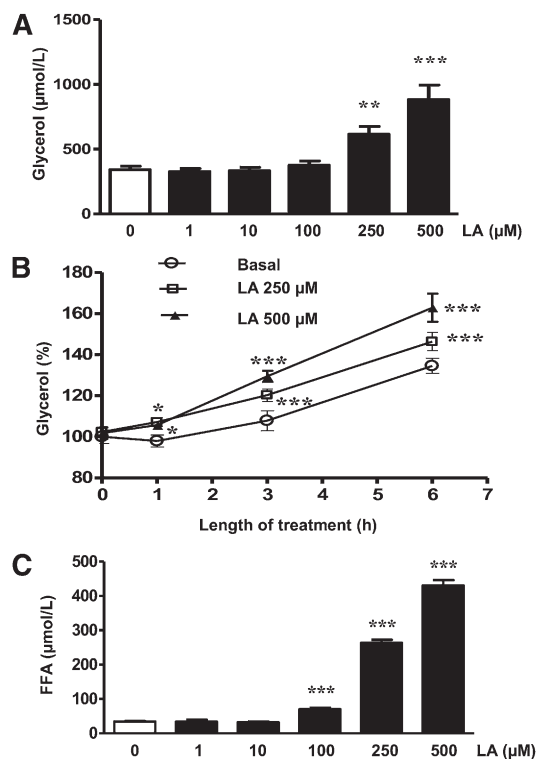 A
Glycerol (µmol/L)
1500
1000
500
0
**
***
0 1 10 100 250 500 LA (µM)
B
Glycerol (%)
180
160
140
120
100
80
Basal
LA 250 µM
LA 500 µM
*
*
***
***
***
***
0 1 2 3 4 5 6 7
Length of treatment (h)
C
FFA (µmol/L)
500
400
300
200
100
0
***
***
***
0 1 10 100 250 500 LA (µM)